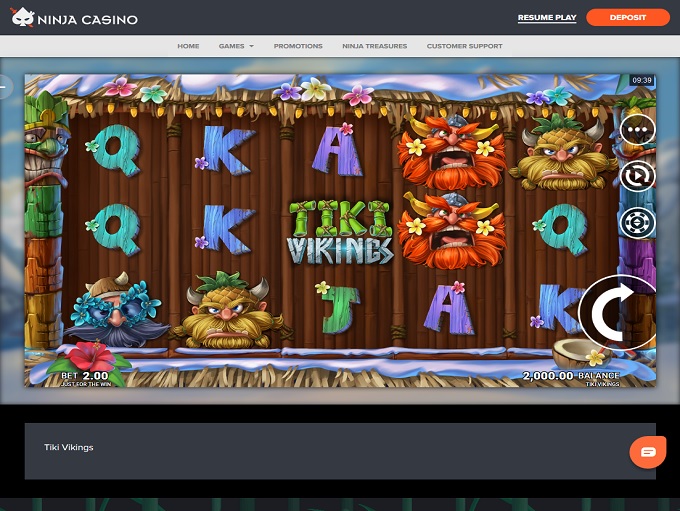 NINJA CASINO
RESUME PLAY
DEPOSIT
HOME GAMES PROMOTIONS NINJA TREASURES CUSTOMER SUPPORT
09:39
Q K A
Q K TIKI VIKINGS Q
J A K
BET 2.00
JUST FOR THE WIN
2,000.00 BALANCE
TIKI VIKINGS
Tiki Vikings